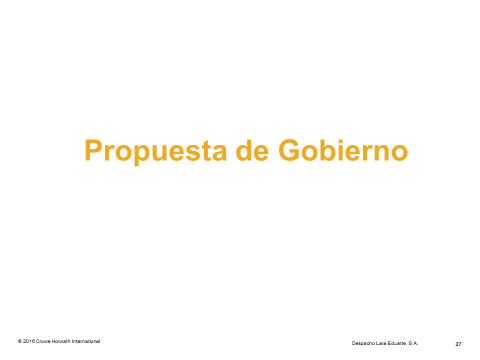 Propuesta de Gobierno
© 2016 Crowe Horwath International
Despacho Lara Eduarte, S.A.
27